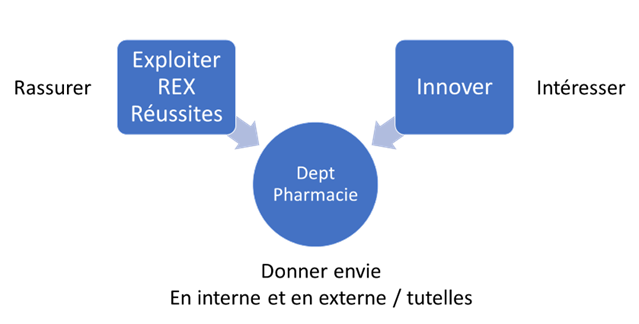 Rassurer
Exploiter
REX
Réussites
Innover
Intéresser
Dept
Pharmacie
Donner envie
En interne et en externe / tutelles